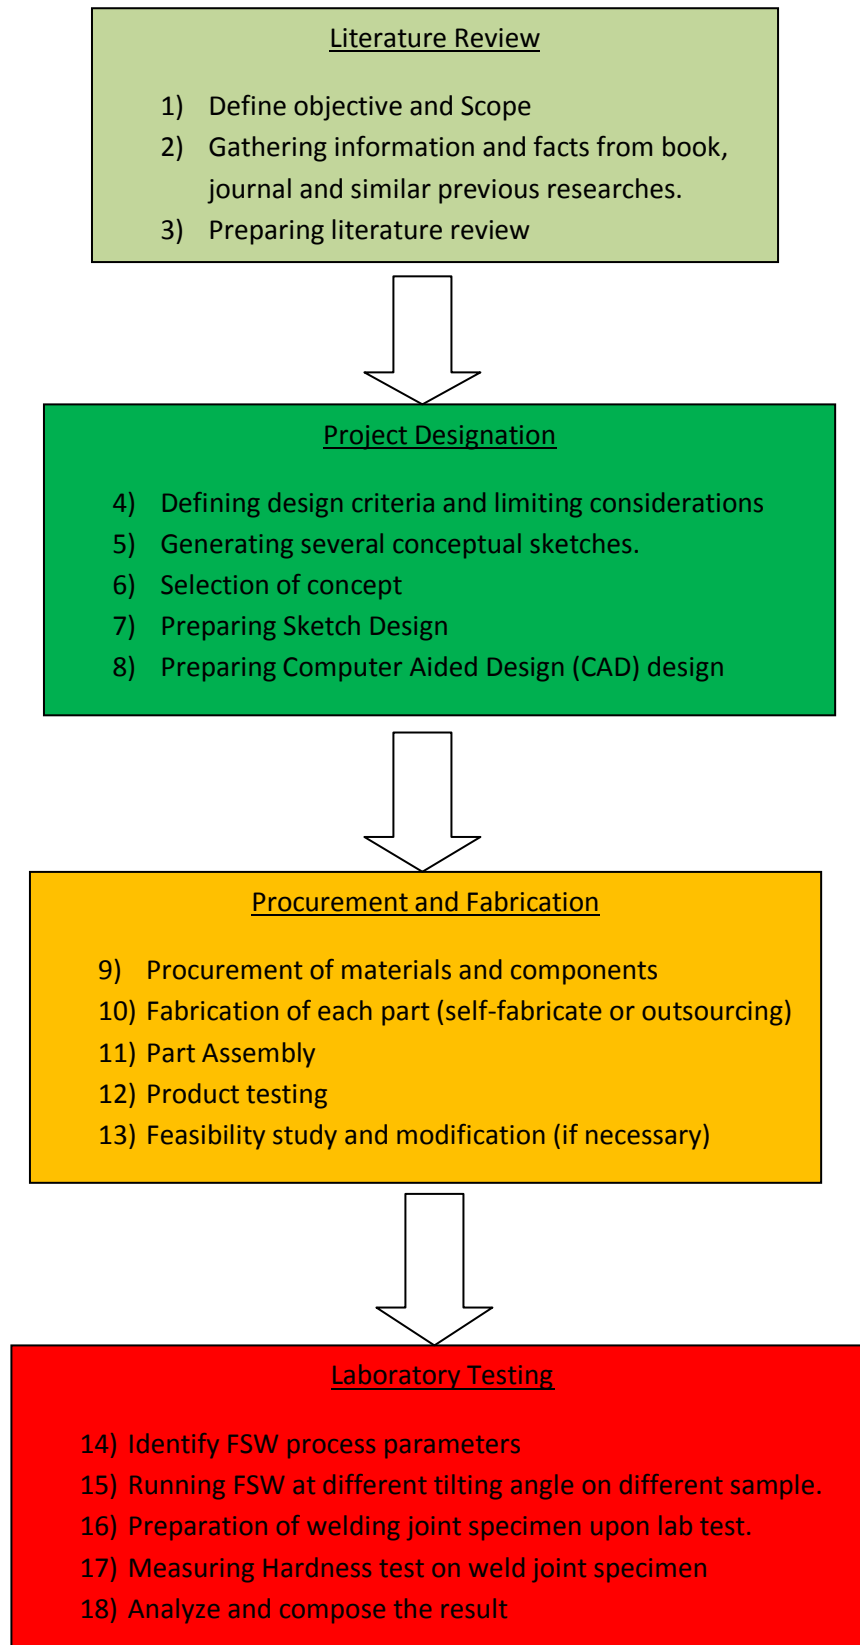 Literature Review
1) Define objective and Scope
2) Gathering information and facts from book,
journal and similar previous researches.
3) Preparing literature review
Project Designation
4) Defining design criteria and limiting considerations
5) Generating several conceptual sketches.
6) Selection of concept
7) Preparing Sketch Design
8) Preparing Computer Aided Design (CAD) design
Procurement and Fabrication
9) Procurement of materials and components
10) Fabrication of each part (self-fabricate or outsourcing)
11) Part Assembly
12) Product testing
13) Feasibility study and modification (if necessary)
Laboratory Testing
14) Identify FSW process parameters
15) Running FSW at different tilting angle on different sample.
16) Preparation of welding joint specimen upon lab test.
17) Measuring Hardness test on weld joint specimen
18) Analyze and compose the result